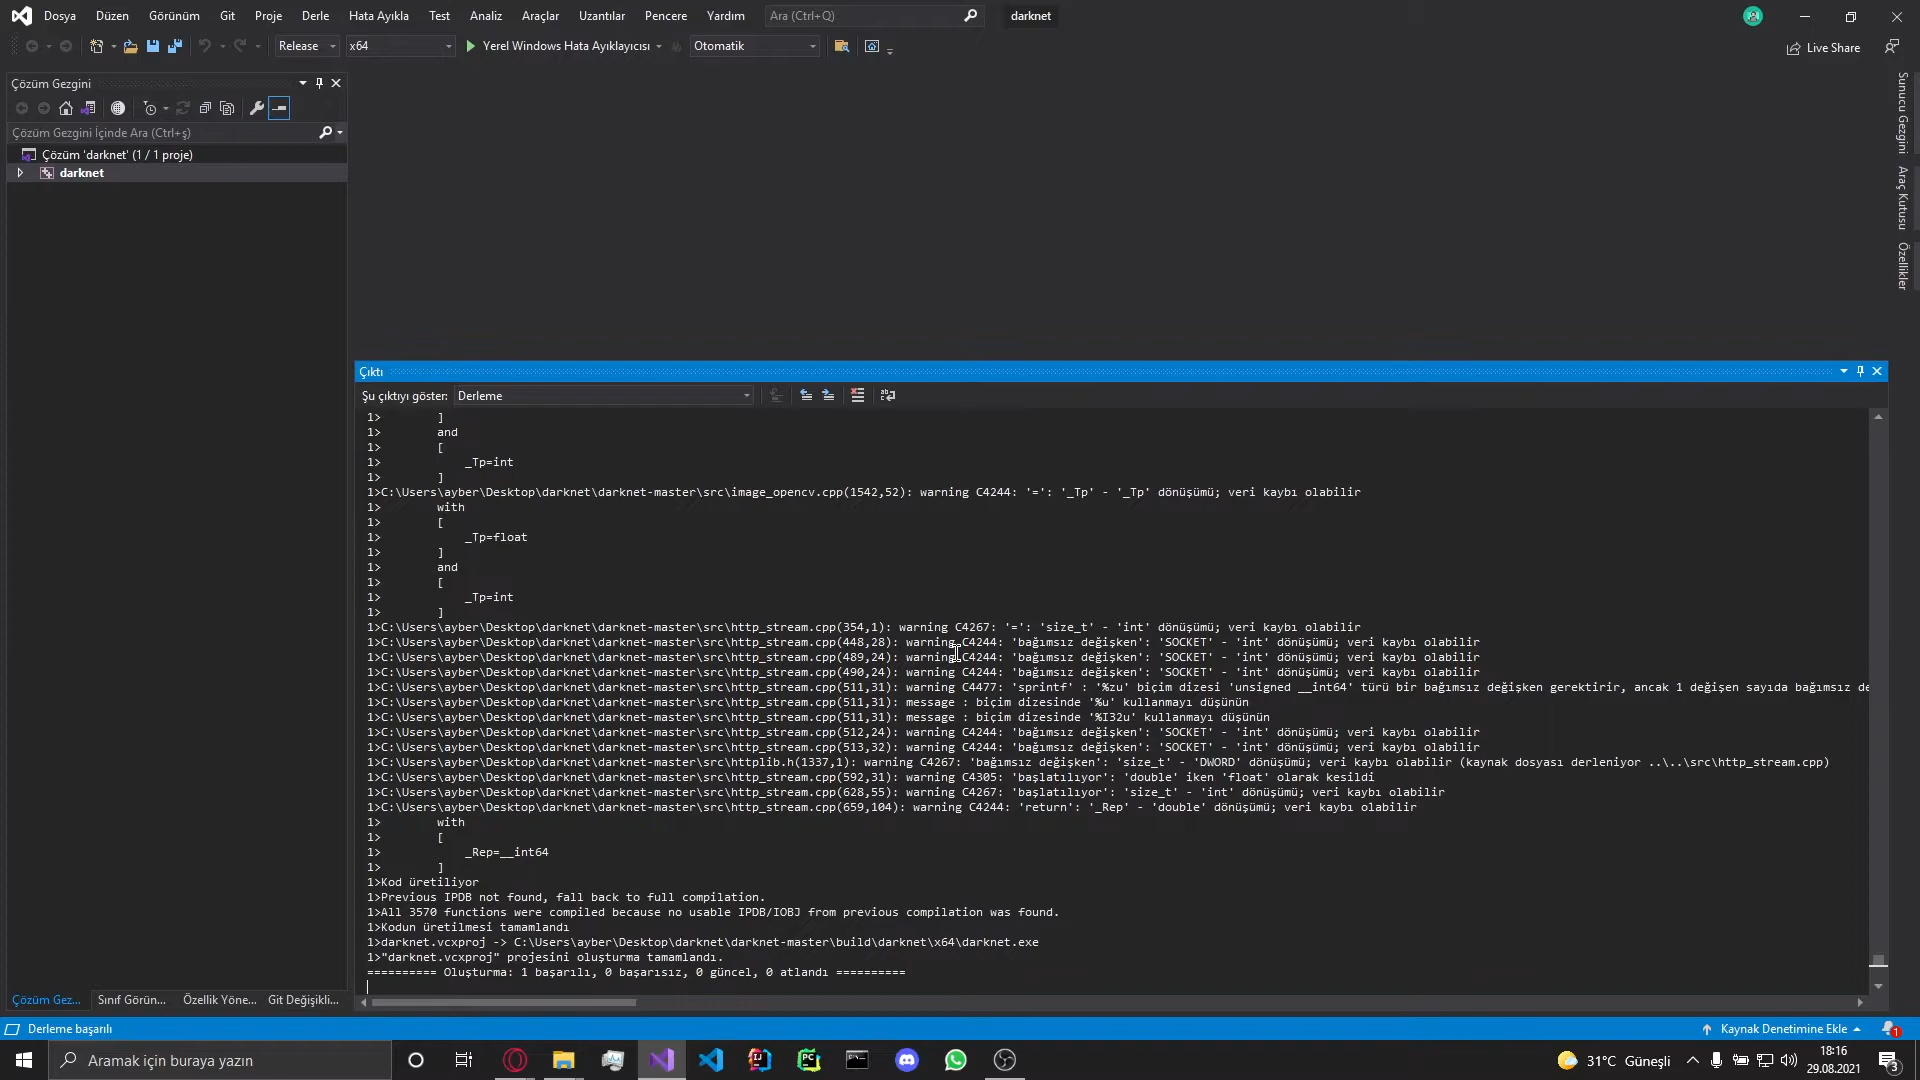 Dosya Düzen Görünüm Git Proje Derle Hata Ayıkla Test Analiz Araçlar Uzantılar Pencere Yardım Ara (Ctrl+Q) darknet
Release x64 Yerel Windows Hata Ayıklayıcısı Otomatik Live Share
Çözüm Gezgini
Çözüm Gezgini İçinde Ara (Ctrl+ş)
Çözüm 'darknet' (1 / 1 proje)
darknet
Sunucu Gezgini
Araç Kutusu
Özellikler
Çıktı
Şu çıktıyı göster: Derleme
1> ]
1> and
1> [
1> _Tp=int
1> ]
1>C:\Users\ayber\Desktop\darknet\darknet-master\src\image_opencv.cpp(1542,52): warning C4244: '=': '_Tp' - '_Tp' dönüşümü; veri kaybı olabilir
1> with
1> [
1> _Tp=float
1> ]
1> and
1> [
1> _Tp=int
1> ]
1>C:\Users\ayber\Desktop\darknet\darknet-master\src\http_stream.cpp(354,1): warning C4267: '=': 'size_t' - 'int' dönüşümü; veri kaybı olabilir
1>C:\Users\ayber\Desktop\darknet\darknet-master\src\http_stream.cpp(448,28): warning C4244: 'bağımsız değişken': 'SOCKET' - 'int' dönüşümü; veri kaybı olabilir
1>C:\Users\ayber\Desktop\darknet\darknet-master\src\http_stream.cpp(489,24): warning C4244: 'bağımsız değişken': 'SOCKET' - 'int' dönüşümü; veri kaybı olabilir
1>C:\Users\ayber\Desktop\darknet\darknet-master\src\http_stream.cpp(490,24): warning C4244: 'bağımsız değişken': 'SOCKET' - 'int' dönüşümü; veri kaybı olabilir
1>C:\Users\ayber\Desktop\darknet\darknet-master\src\http_stream.cpp(511,31): warning C4477: 'sprintf' : '%zu' biçim dizesi 'unsigned __int64' türü bir bağımsız değişken gerektirir, ancak 1 değişen sayıda bağımsız de
1>C:\Users\ayber\Desktop\darknet\darknet-master\src\http_stream.cpp(511,31): message : biçim dizesinde '%u' kullanmayı düşünün
1>C:\Users\ayber\Desktop\darknet\darknet-master\src\http_stream.cpp(511,31): message : biçim dizesinde '%I32u' kullanmayı düşünün
1>C:\Users\ayber\Desktop\darknet\darknet-master\src\http_stream.cpp(512,24): warning C4244: 'bağımsız değişken': 'SOCKET' - 'int' dönüşümü; veri kaybı olabilir
1>C:\Users\ayber\Desktop\darknet\darknet-master\src\http_stream.cpp(513,32): warning C4244: 'bağımsız değişken': 'SOCKET' - 'int' dönüşümü; veri kaybı olabilir
1>C:\Users\ayber\Desktop\darknet\darknet-master\src\httplib.h(1337,1): warning C4267: 'bağımsız değişken': 'size_t' - 'DWORD' dönüşümü; veri kaybı olabilir (kaynak dosyası derleniyor ..\..\src\http_stream.cpp)
1>C:\Users\ayber\Desktop\darknet\darknet-master\src\http_stream.cpp(592,31): warning C4305: 'başlatılıyor': 'double' iken 'float' olarak kesildi
1>C:\Users\ayber\Desktop\darknet\darknet-master\src\http_stream.cpp(628,55): warning C4267: 'başlatılıyor': 'size_t' - 'int' dönüşümü; veri kaybı olabilir
1>C:\Users\ayber\Desktop\darknet\darknet-master\src\http_stream.cpp(659,104): warning C4244: 'return': '_Rep' - 'double' dönüşümü; veri kaybı olabilir
1> with
1> [
1> _Rep=__int64
1> ]
1>Kod üretiliyor
1>Previous IPDB not found, fall back to full compilation.
1>All 3570 functions were compiled because no usable IPDB/IOBJ from previous compilation was found.
1>Kodun üretilmesi tamamlandı
1>darknet.vcxproj -> C:\Users\ayber\Desktop\darknet\darknet-master\build\darknet\x64\darknet.exe
1>"darknet.vcxproj" projesini oluşturma tamamlandı.
========== Oluşturma: 1 başarılı, 0 başarısız, 0 güncel, 0 atlandı ==========
Çözüm Gez... Sınıf Görün... Özellik Yöne... Git Değişikli...
Derleme başarılı Kaynak Denetimine Ekle 1
Aramak için buraya yazın 31°C Güneşli 18:16
29.08.2021 3